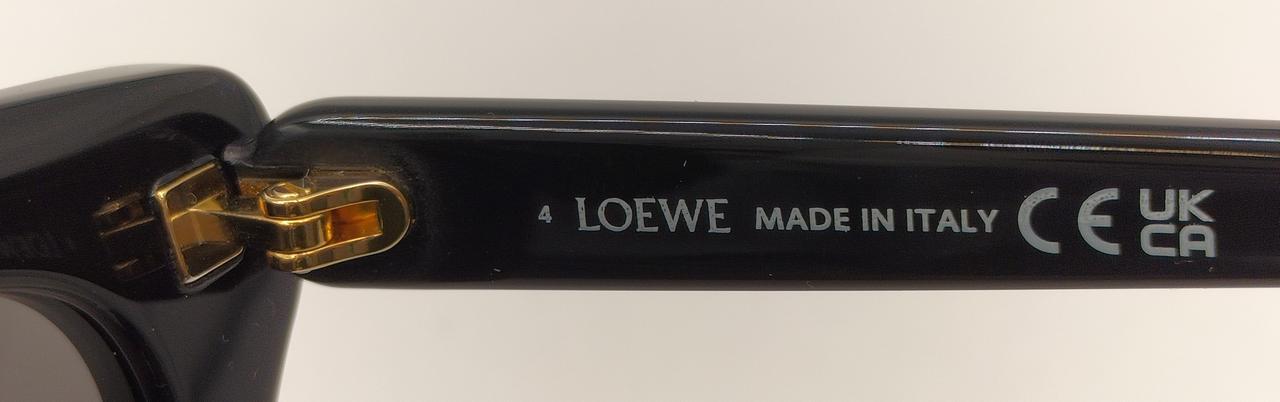 4 LOEWE MADE IN ITALY CE UK
CA